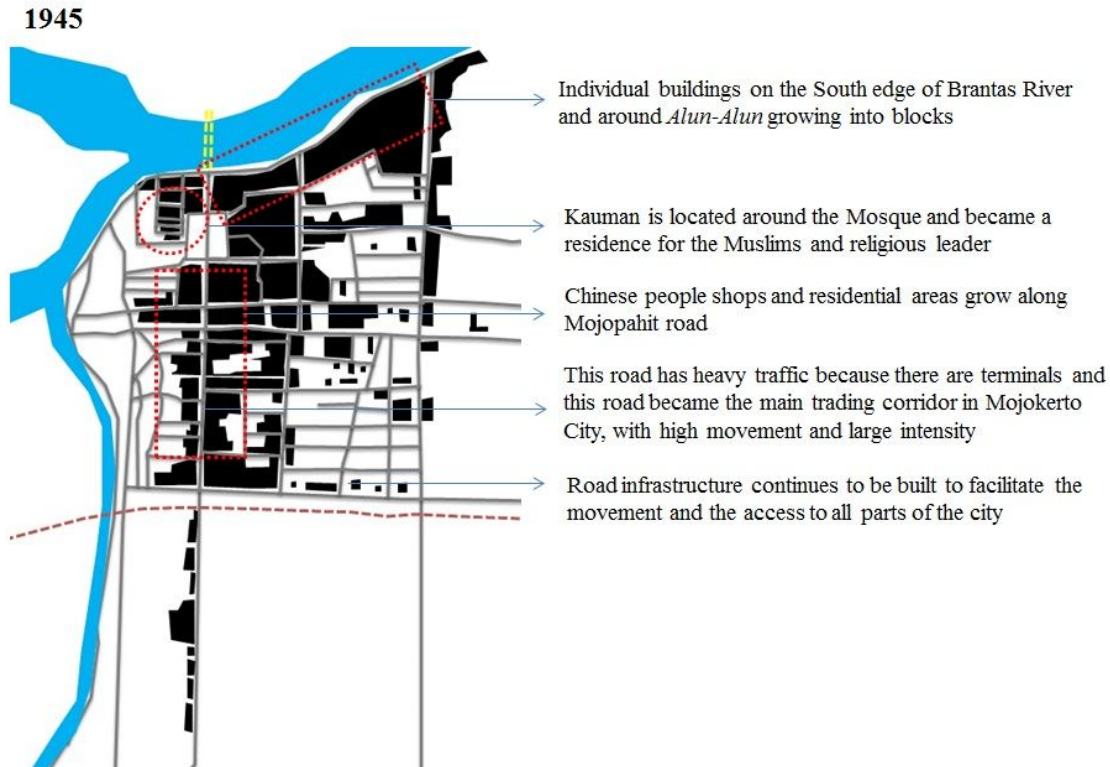 1945
Individual buildings on the South edge of Brantas River
and around Alun-Alun growing into blocks
Kauman is located around the Mosque and became a
residence for the Muslims and religious leader
Chinese people shops and residential areas grow along
Mojopahit road
This road has heavy traffic because there are terminals and
this road became the main trading corridor in Mojokerto
City, with high movement and large intensity
Road infrastructure continues to be built to facilitate the
movement and the access to all parts of the city